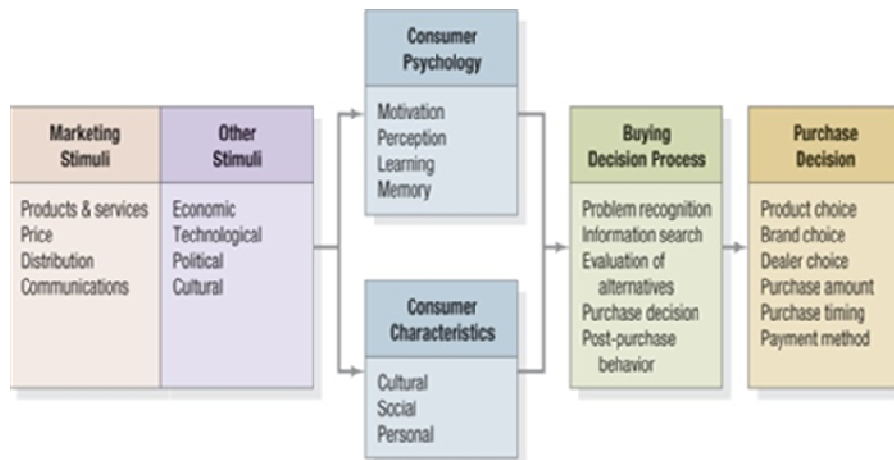 Marketing
Stimuli
Products & services
Price
Distribution
Communications
Other
Stimuli
Economic
Technological
Political
Cultural
Consumer
Psychology
Motivation
Perception
Learning
Memory
Consumer
Characteristics
Cultural
Social
Personal
Buying
Decision Process
Problem recognition
Information search
Evaluation of
alternatives
Purchase decision
Post-purchase
behavior
Purchase
Decision
Product choice
Brand choice
Dealer choice
Purchase amount
Purchase timing
Payment method